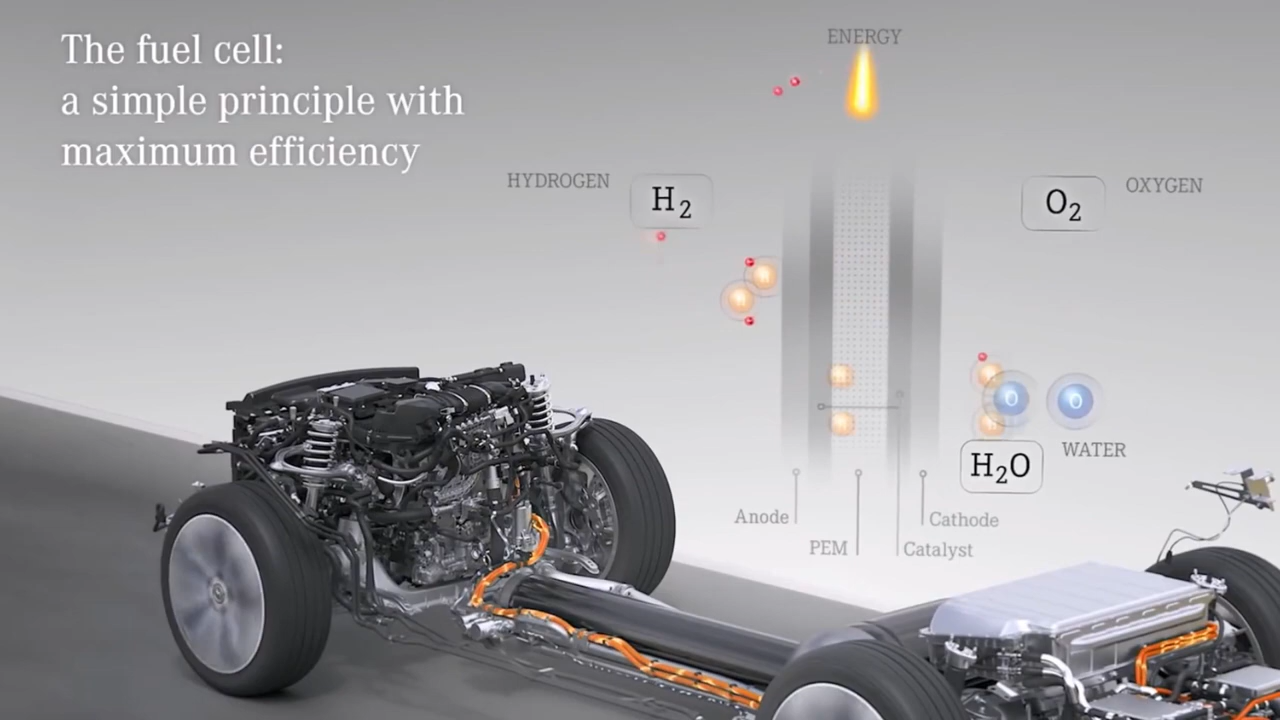 The fuel cell:
a simple principle with
maximum efficiency
ENERGY
HYDROGEN
H2
O2
OXYGEN
O
O
H2O
WATER
Anode
Cathode
PEM
Catalyst